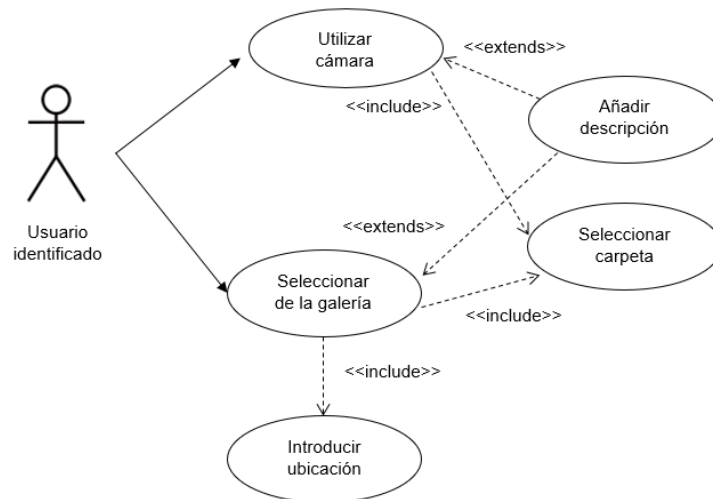 Utilizar
cámara
<<extends>>
<<include>>
Añadir
descripción
Usuario
identificado
<<extends>>
Seleccionar
carpeta
Seleccionar
de la galería
<<include>>
<<include>>
Introducir
ubicación